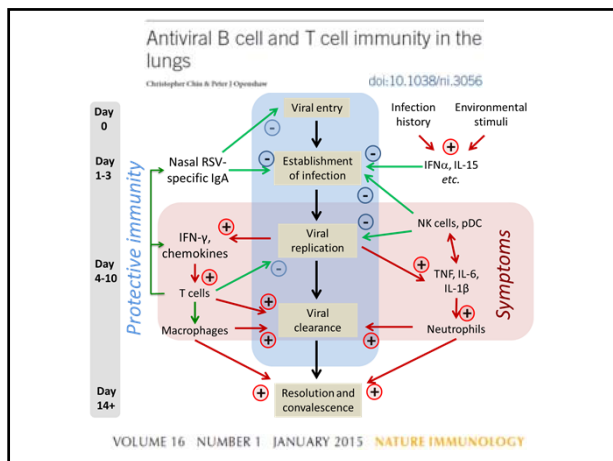 Antiviral B cell and T cell immunity in the
lungs
Christopher Chiu & Peter J Openshaw
doi:10.1038/ni.3056
Day
0
Viral entry
Infection
history
Environmental
stimuli
-
+
Day
1-3
Nasal RSV-
specific IgA
-
Establishment
of infection
-
IFNα, IL-15
etc.
-
Protective immunity
NK cells, pDC
Symptoms
IFN-γ,
chemokines
+
Viral
replication
-
Day
4-10
+
-
+
TNF, IL-6,
IL-1β
T cells
+
+
Macrophages
+
Viral
clearance
+
Neutrophils
Day
14+
+
Resolution and
convalescence
+
VOLUME 16 NUMBER 1 JANUARY 2015 NATURE IMMUNOLOGY